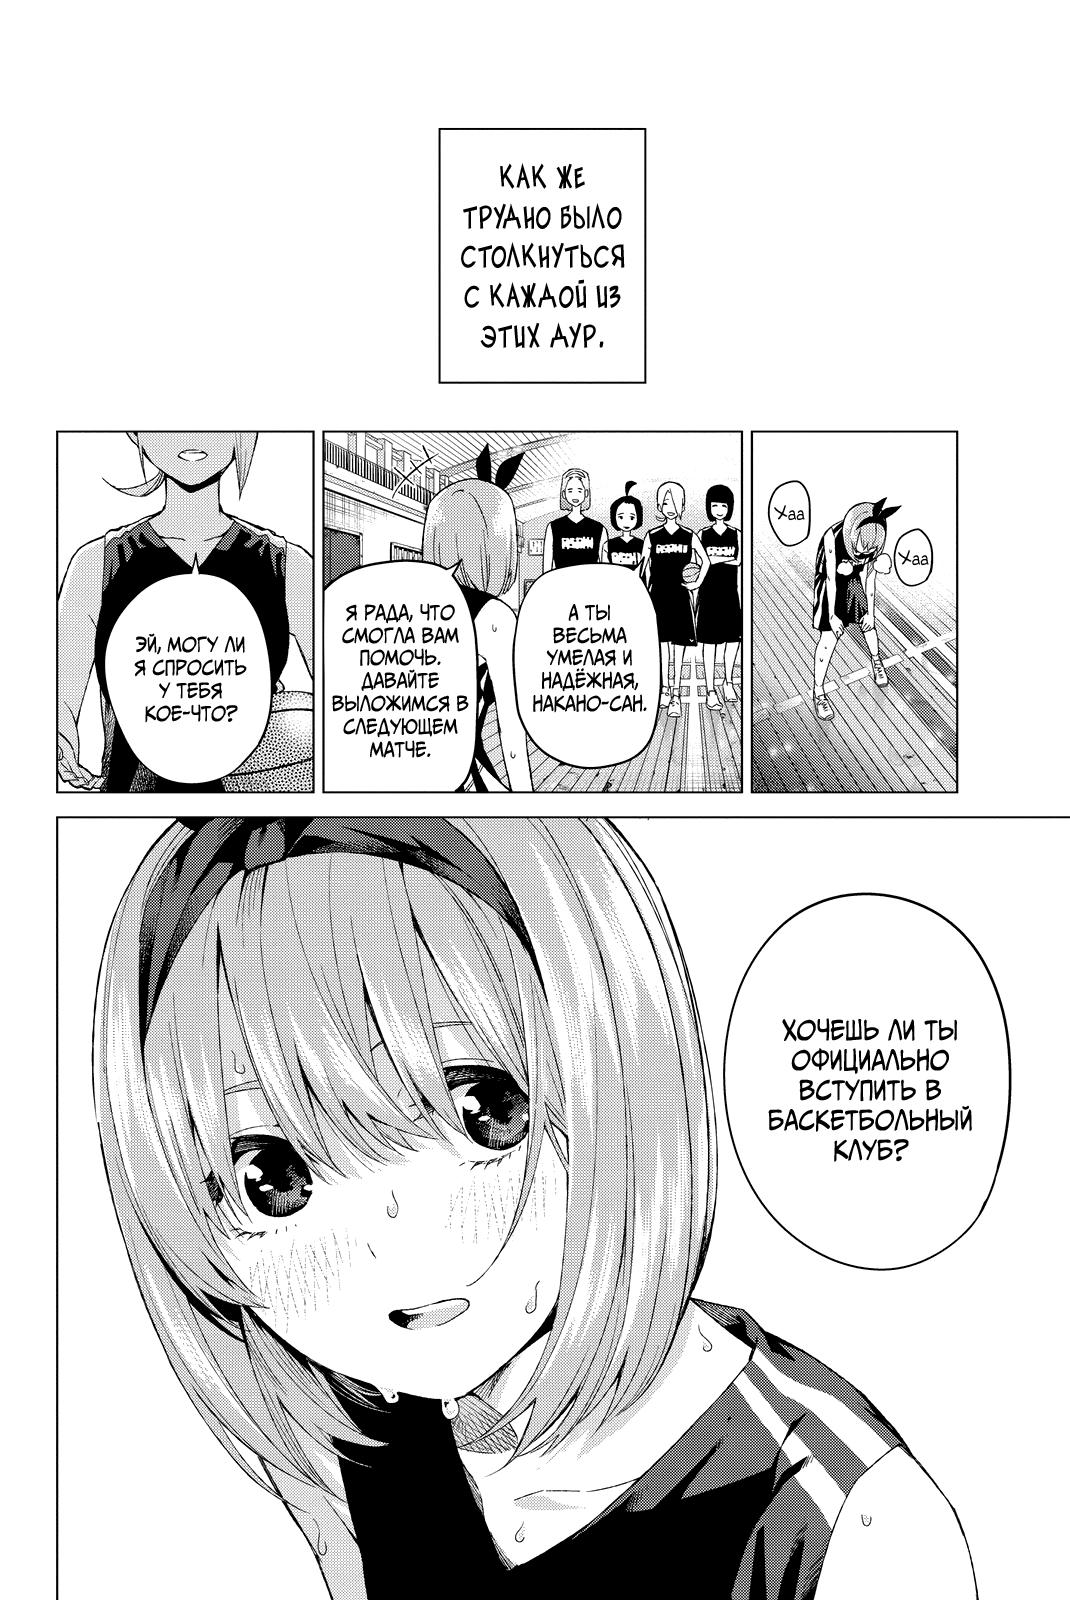 КАК ЖЕ
ТРУДНО БЫЛО
СТОЛКНУТЬСЯ
С КАЖДОЙ ИЗ
ЭТИХ ДУР.
Хаа
Хаа
А ТЫ
ВЕСЬМА
УМЕЛАЯ И
НАДЁЖНАЯ,
НАКАНО-САН.
Я РАДА, ЧТО
СМОГЛА ВАМ
ПОМОЧЬ.
ДАВАЙТЕ
ВЫЛОЖИМСЯ В
СЛЕДУЮЩЕМ
МАТЧЕ.
ЭЙ, МОГУ ЛИ
Я СПРОСИТЬ
У ТЕБЯ
КОЕ-ЧТО?
ХОЧЕШЬ ЛИ ТЫ
ОФИЦИАЛЬНО
ВСТУПИТЬ В
БАСКЕТБОЛЬНЫЙ
КЛУБ?